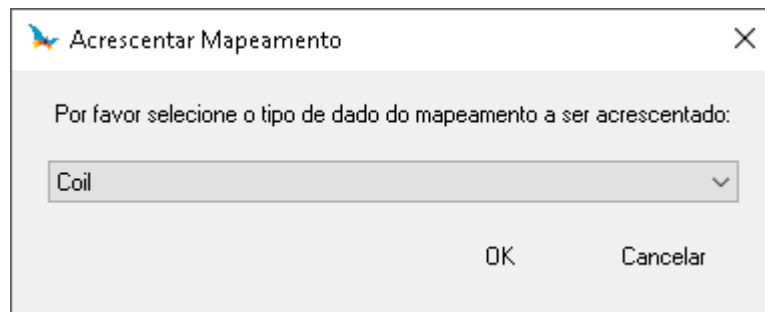 Acrescentar Mapeamento
Por favor selecione o tipo de dado do mapeamento a ser acrescentado:
Coil
OK Cancelar